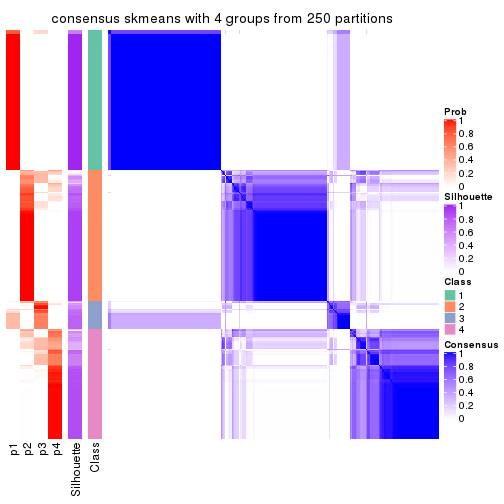 consensus skmeans with 4 groups from 250 partitions
Prob
1
0.8
0.6
0.4
0.2
0
Silhouette
1
0.8
0.6
0.4
0.2
0
Class
1
2
3
4
Consensus
1
0.8
0.6
0.4
0.2
0
p1
p2
p3
p4
Silhouette
Class